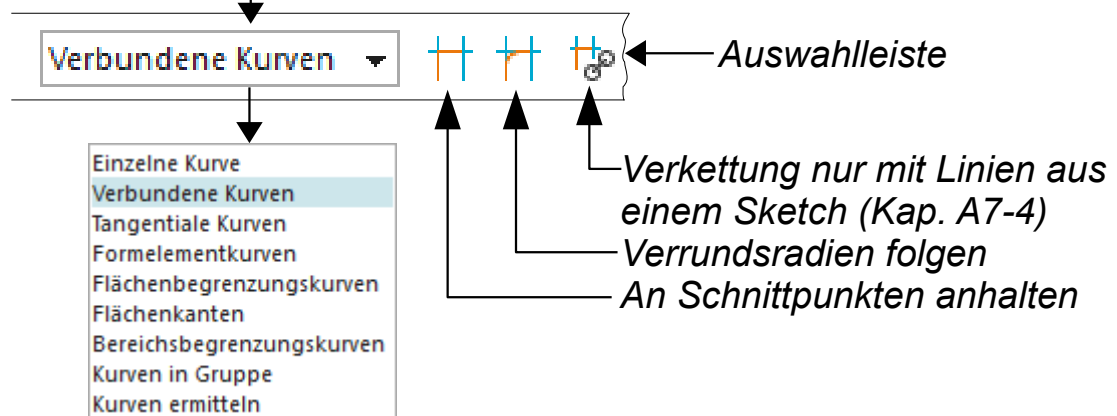 Verbundene Kurven
Auswahlleiste
Einzelne Kurve
Verbundene Kurven
Tangentiale Kurven
Formelementkurven
Flächenbegrenzungskurven
Flächenkanten
Bereichsbegrenzungskurven
Kurven in Gruppe
Kurven ermitteln
Verkettung nur mit Linien aus
einem Sketch (Kap. A7-4)
Verrundsradien folgen
An Schnittpunkten anhalten